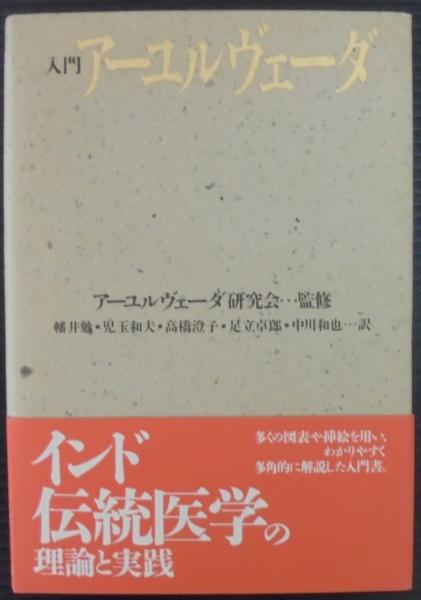 入門 アーユルヴェーダ
アーユルヴェーダ研究会…監修
幡井勉・児玉和夫・高橋澄子・足立卓郎・中川和也…訳
インド
伝統医学の
理論と実践
多くの図表や挿絵を用い、
わかりやすく
多角的に解説した入門書。